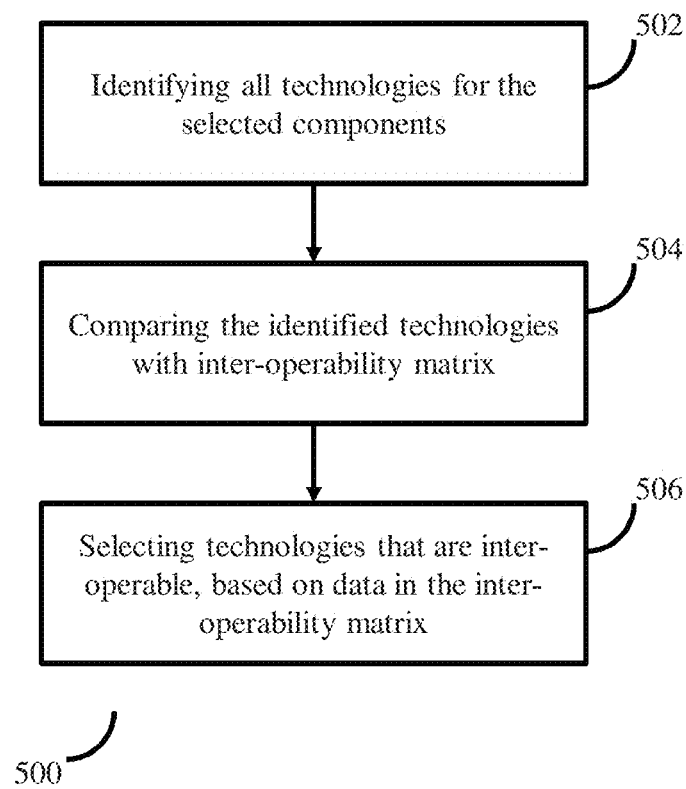 502
Identifying all technologies for the
selected components
504
Comparing the identified technologies
with inter-operability matrix
506
Selecting technologies that are inter-
operable, based on data in the inter-
operability matrix
500